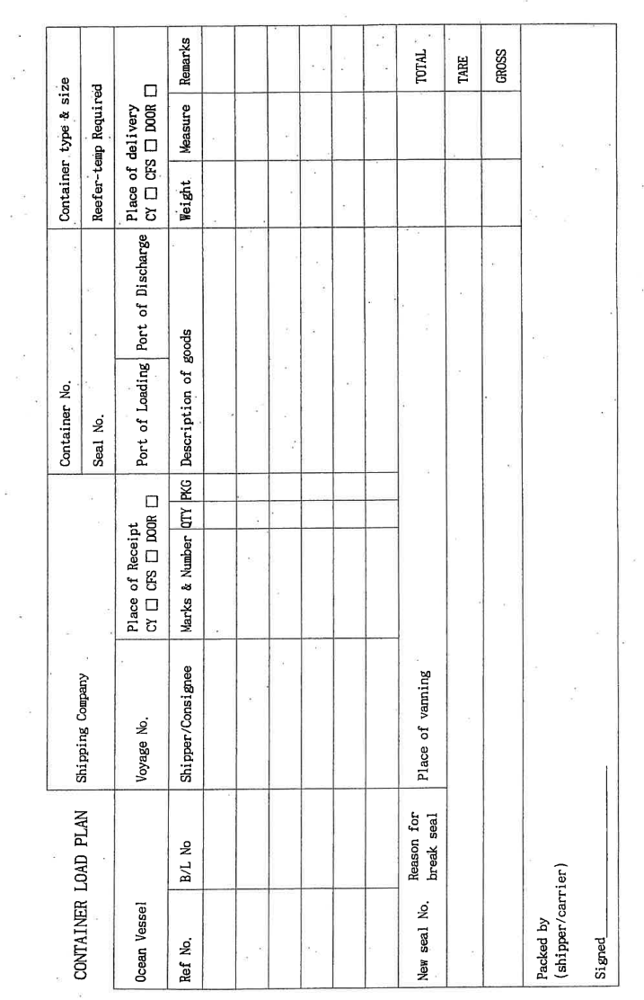 CONTAINER LOAD PLAN
Shipping Company
Container No.
Container type & size
Seal No.
Reefer-temp Required
Ocean Vessel
Voyage No.
Place of Receipt
CY □ CFS □ DOOR □
Port of Loading
Port of Discharge
Place of delivery
CY □ CFS □ DOOR □
Ref No.
B/L No
Shipper/Consignee
Marks & Number
QTY
PKG
Description of goods
Weight
Measure
Remarks
New seal No.
Reason for
break seal
Place of vanning
TOTAL
TARE
GROSS
Packed by
(shipper/carrier)
Signed